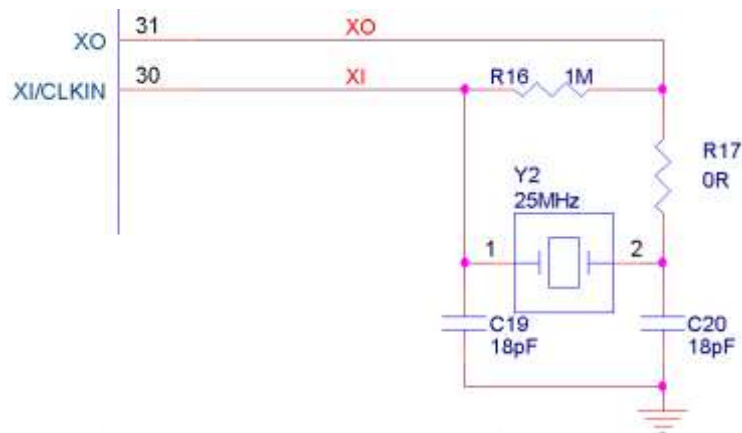 XO 31 XO
XI/CLKIN 30 XI R16 1M
R17
0R
Y2
25MHz
1 2
C19 C20
18pF 18pF